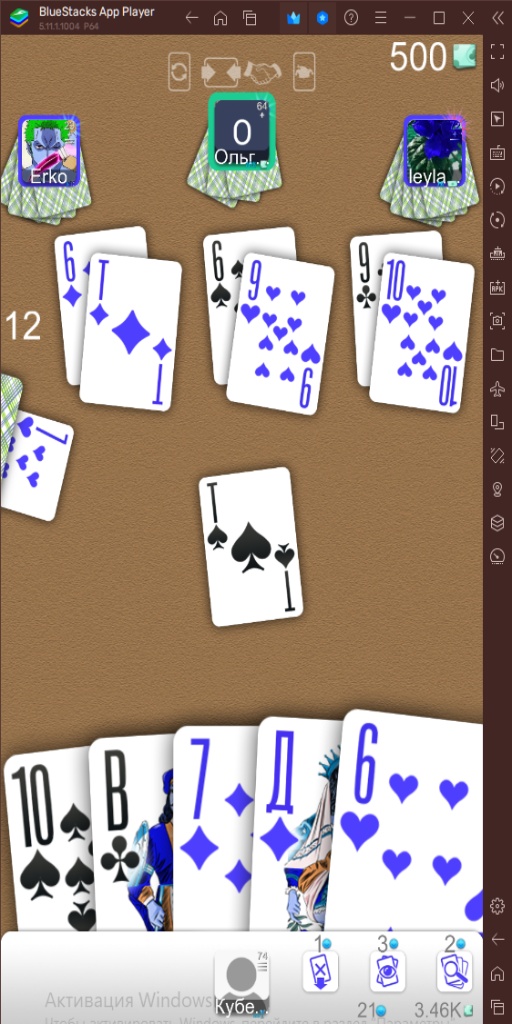 BlueStacks App Player
5.11.1.1004 P64
500
64
0
Erko
Ольг...
leyla
6
T
T
6
9
9
9
10
10
12
7
T
T
10
В
7
Д
6
74
Кубе...
1
3
2
21
3.46K
Активация Windows
Чтобы активировать Windows, перейдите в раздел "Параметры